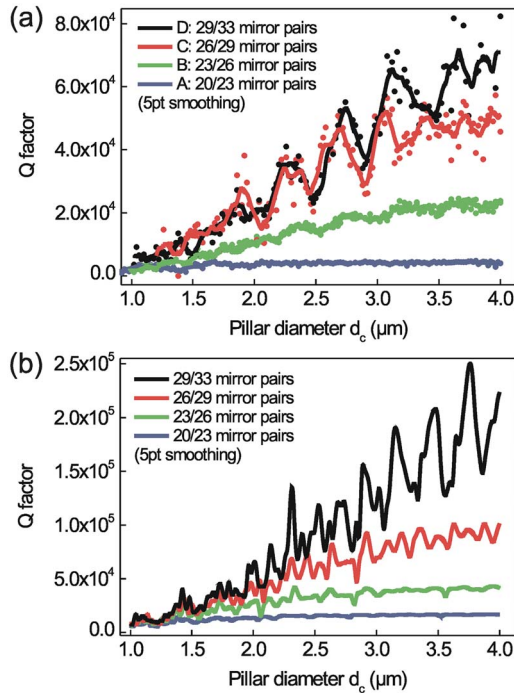 (a)
D: 29/33 mirror pairs
C: 26/29 mirror pairs
B: 23/26 mirror pairs
A: 20/23 mirror pairs
(5pt smoothing)
8.0x10⁴
6.0x10⁴
4.0x10⁴
2.0x10⁴
0.0
Q factor
1.0 1.5 2.0 2.5 3.0 3.5 4.0
Pillar diameter d_c (µm)
(b)
29/33 mirror pairs
26/29 mirror pairs
23/26 mirror pairs
20/23 mirror pairs
(5pt smoothing)
2.5x10⁵
2.0x10⁵
1.5x10⁵
1.0x10⁵
5.0x10⁴
0.0
Q factor
1.0 1.5 2.0 2.5 3.0 3.5 4.0
Pillar diameter d_c (µm)